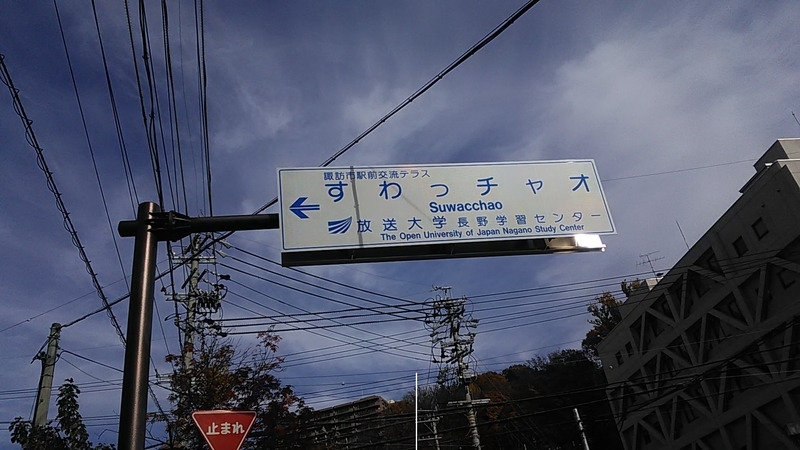 諏訪市駅前交流テラス
すわっチャオ
Suwacchao
放送大学長野学習センター
The Open University of Japan Nagano Study Center
止まれ